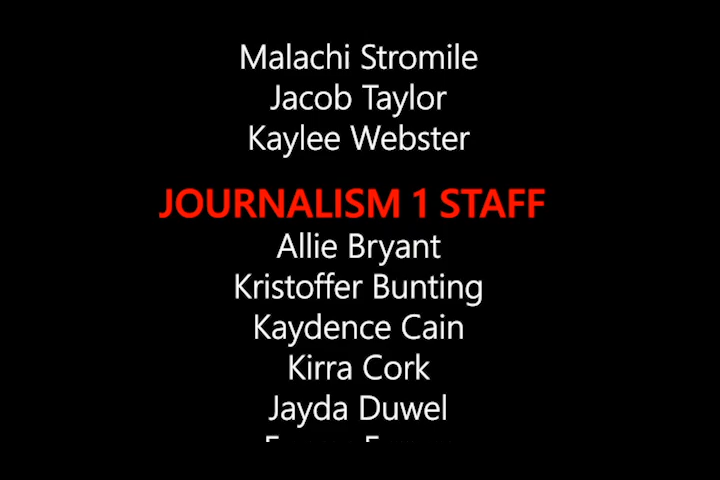 Malachi Stromile
Jacob Taylor
Kaylee Webster
JOURNALISM 1 STAFF
Allie Bryant
Kristoffer Bunting
Kaydence Cain
Kirra Cork
Jayda Duwel